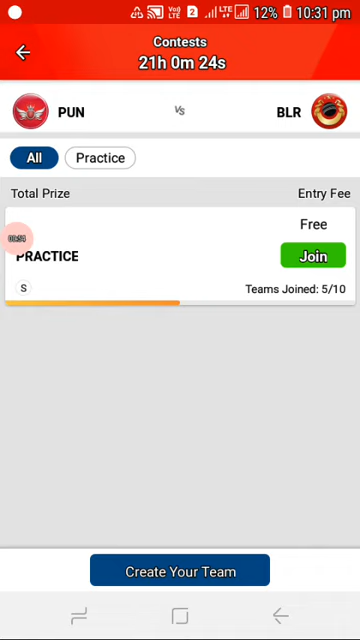 12% 10:31 pm
Contests
21h 0m 24s
PUN
VS
BLR
All
Practice
Total Prize
Entry Fee
Free
PRACTICE
Join
S
Teams Joined: 5/10
Create Your Team